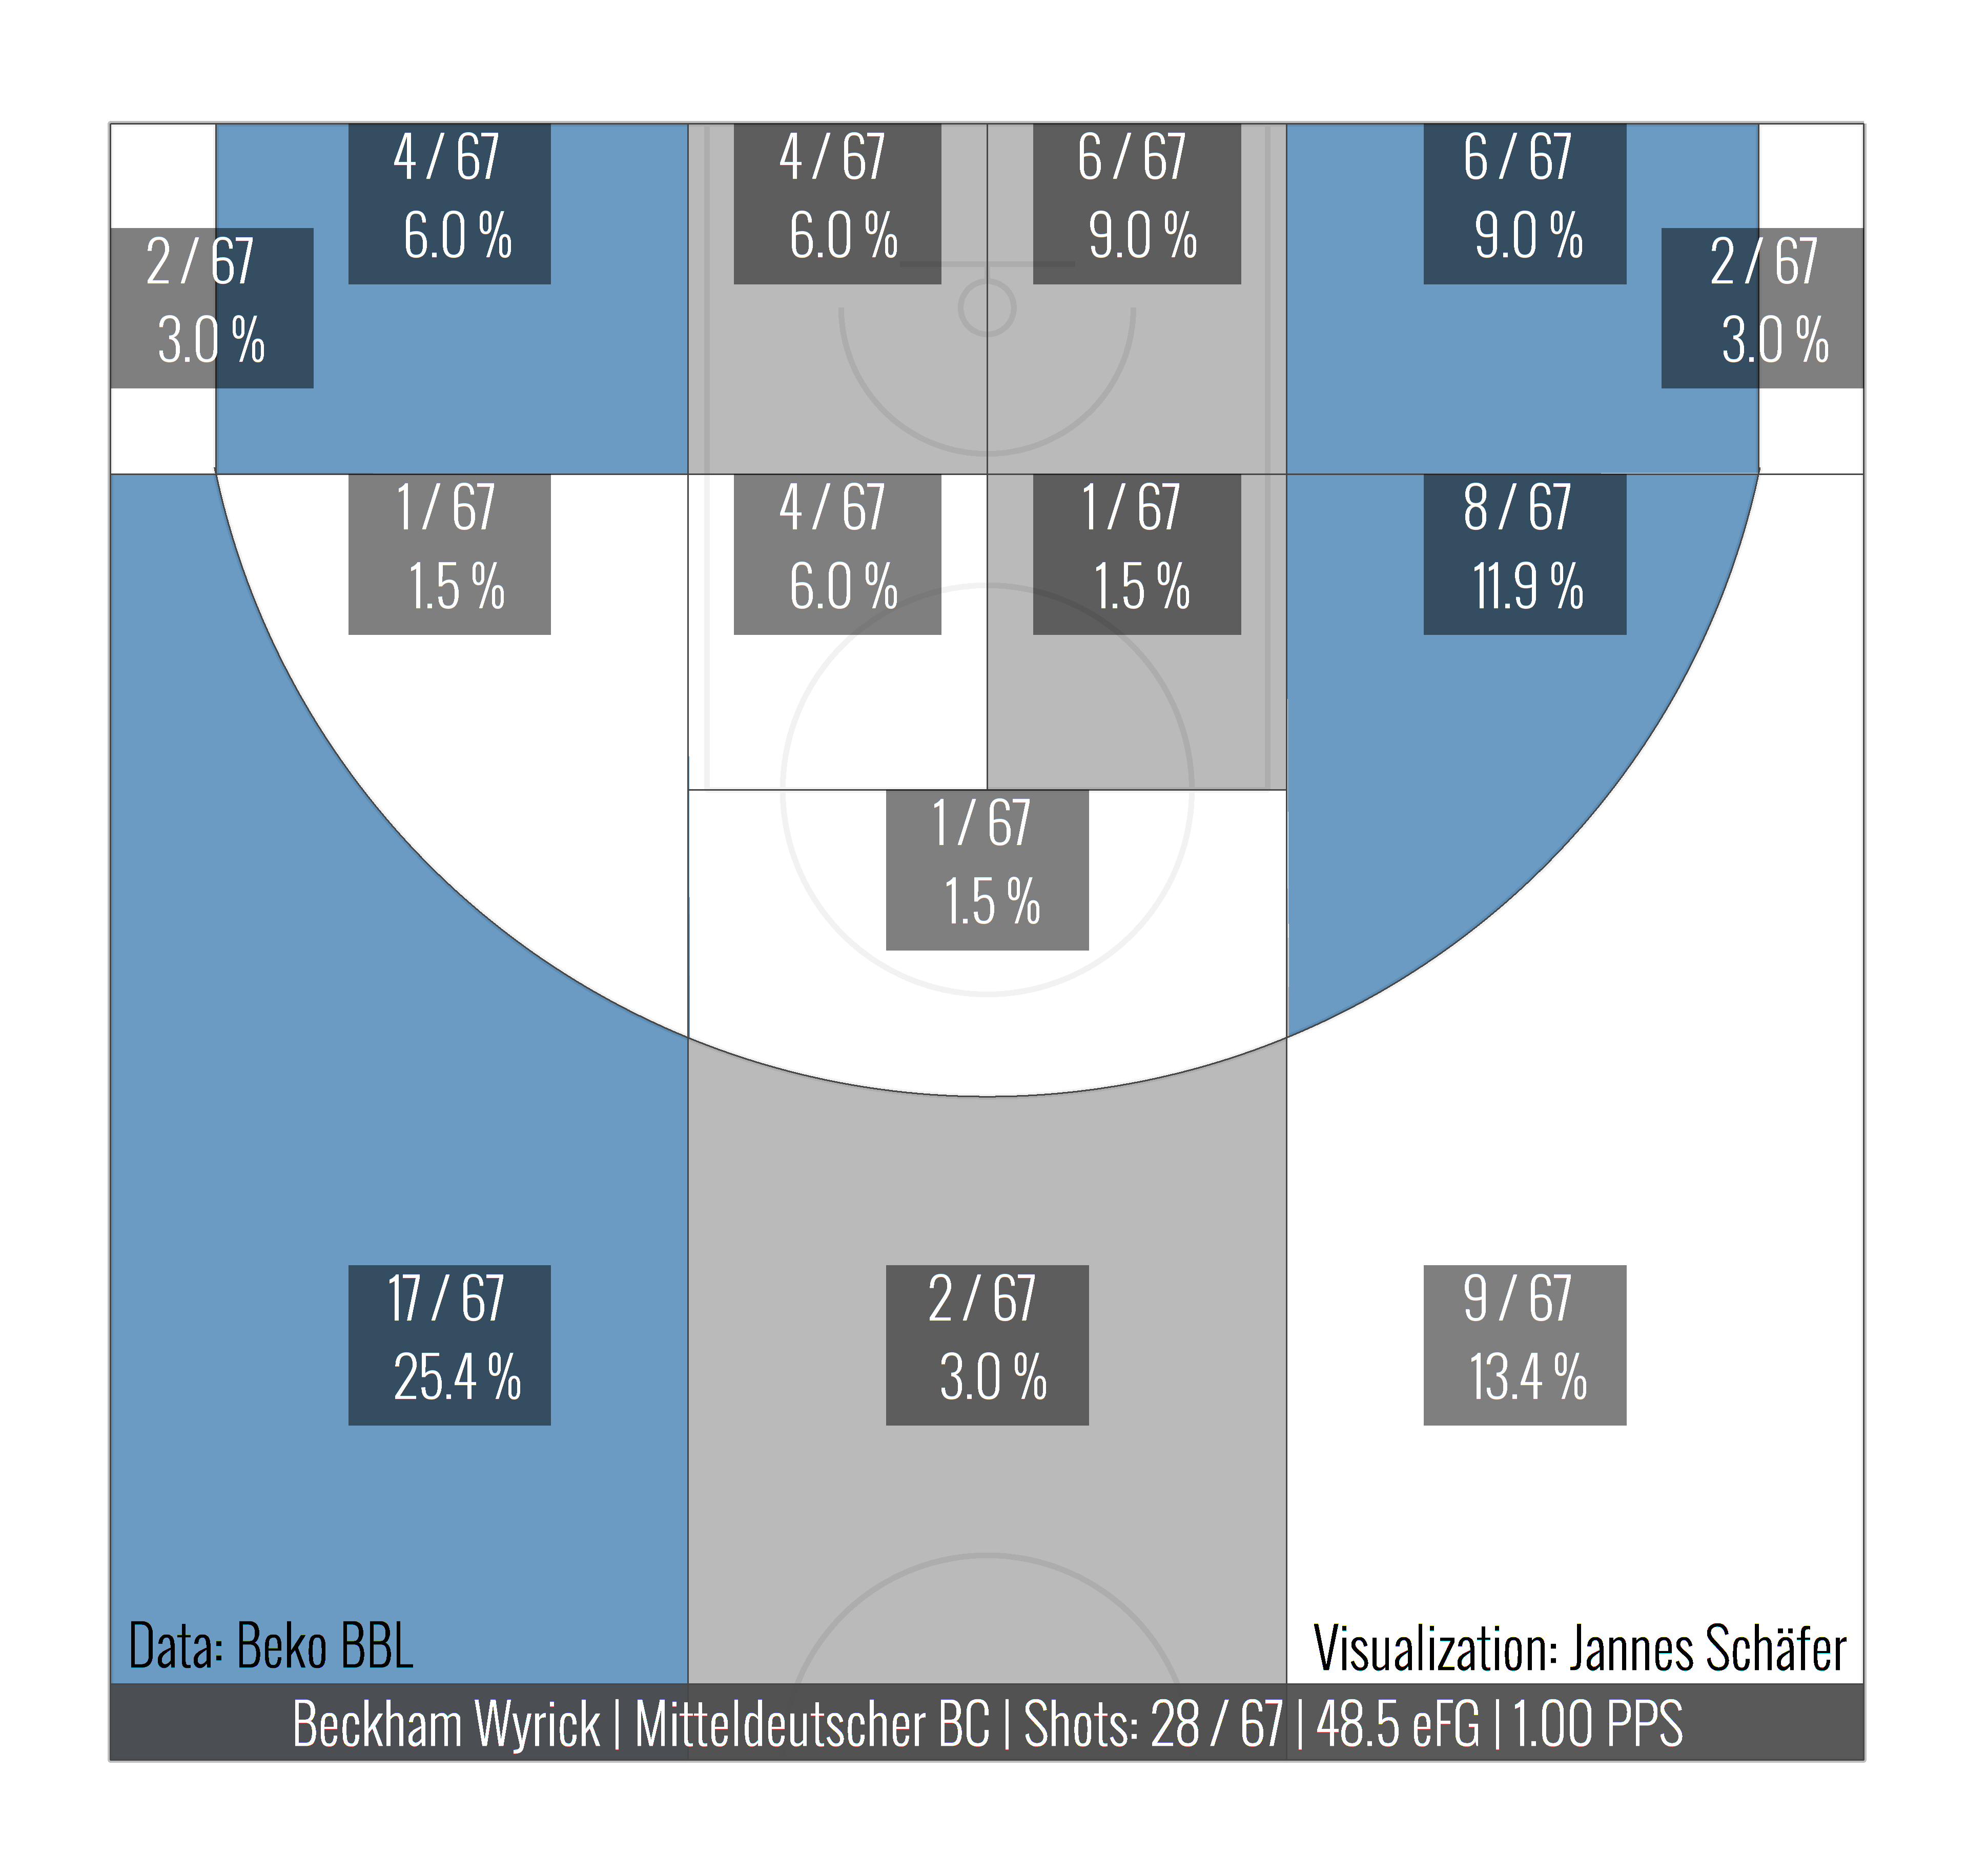 4 / 67
6.0 %
4 / 67
6.0 %
6 / 67
9.0 %
6 / 67
9.0 %
2 / 67
3.0 %
2 / 67
3.0 %
1 / 67
1.5 %
4 / 67
6.0 %
1 / 67
1.5 %
8 / 67
11.9 %
1 / 67
1.5 %
17 / 67
25.4 %
2 / 67
3.0 %
9 / 67
13.4 %
Data: Beko BBL
Visualization: Jannes Schäfer
Beckham Wyrick | Mitteldeutscher BC | Shots: 28 / 67 | 48.5 eFG | 1.00 PPS